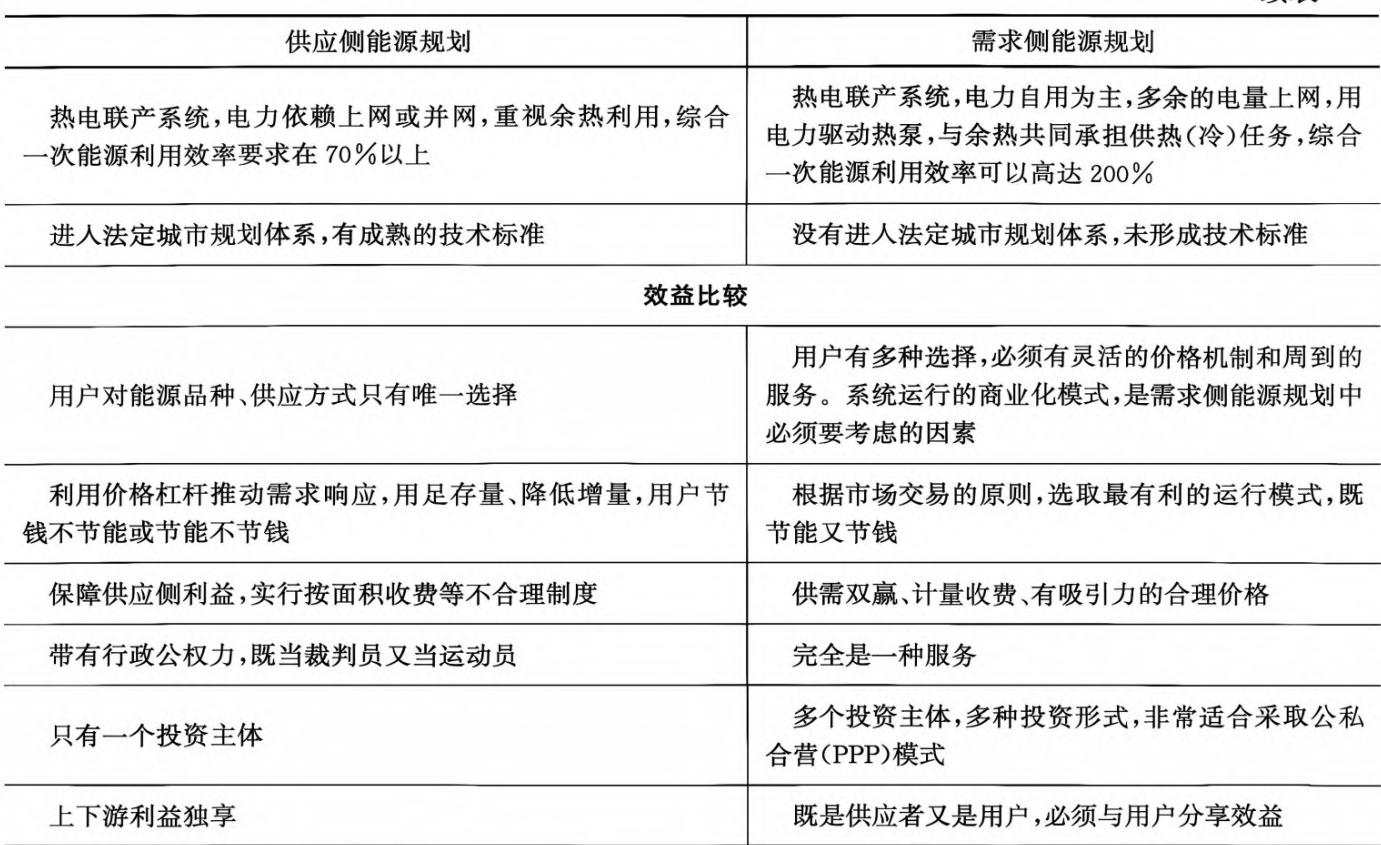 供应侧能源规划
需求侧能源规划
热电联产系统,电力依赖上网或并网,重视余热利用,综合
一次能源利用效率要求在70%以上
热电联产系统,电力自用为主,多余的电量上网,用
电力驱动热泵,与余热共同承担供热(冷)任务,综合
一次能源利用效率可以高达200%
进人法定城市规划体系,有成熟的技术标准
没有进人法定城市规划体系,未形成技术标准
效益比较
用户对能源品种、供应方式只有唯一选择
用户有多种选择,必须有灵活的价格机制和周到的
服务。系统运行的商业化模式,是需求侧能源规划中
必须要考虑的因素
利用价格杠杆推动需求响应,用足存量、降低增量,用户节
钱不节能或节能不节钱
根据市场交易的原则,选取最有利的运行模式,既
节能又节钱
保障供应侧利益,实行按面积收费等不合理制度
供需双赢、计量收费、有吸引力的合理价格
带有行政公权力,既当裁判员又当运动员
完全是一种服务
只有一个投资主体
多个投资主体,多种投资形式,非常适合采取公私
合营(PPP)模式
上下游利益独享
既是供应者又是用户,必须与用户分享效益